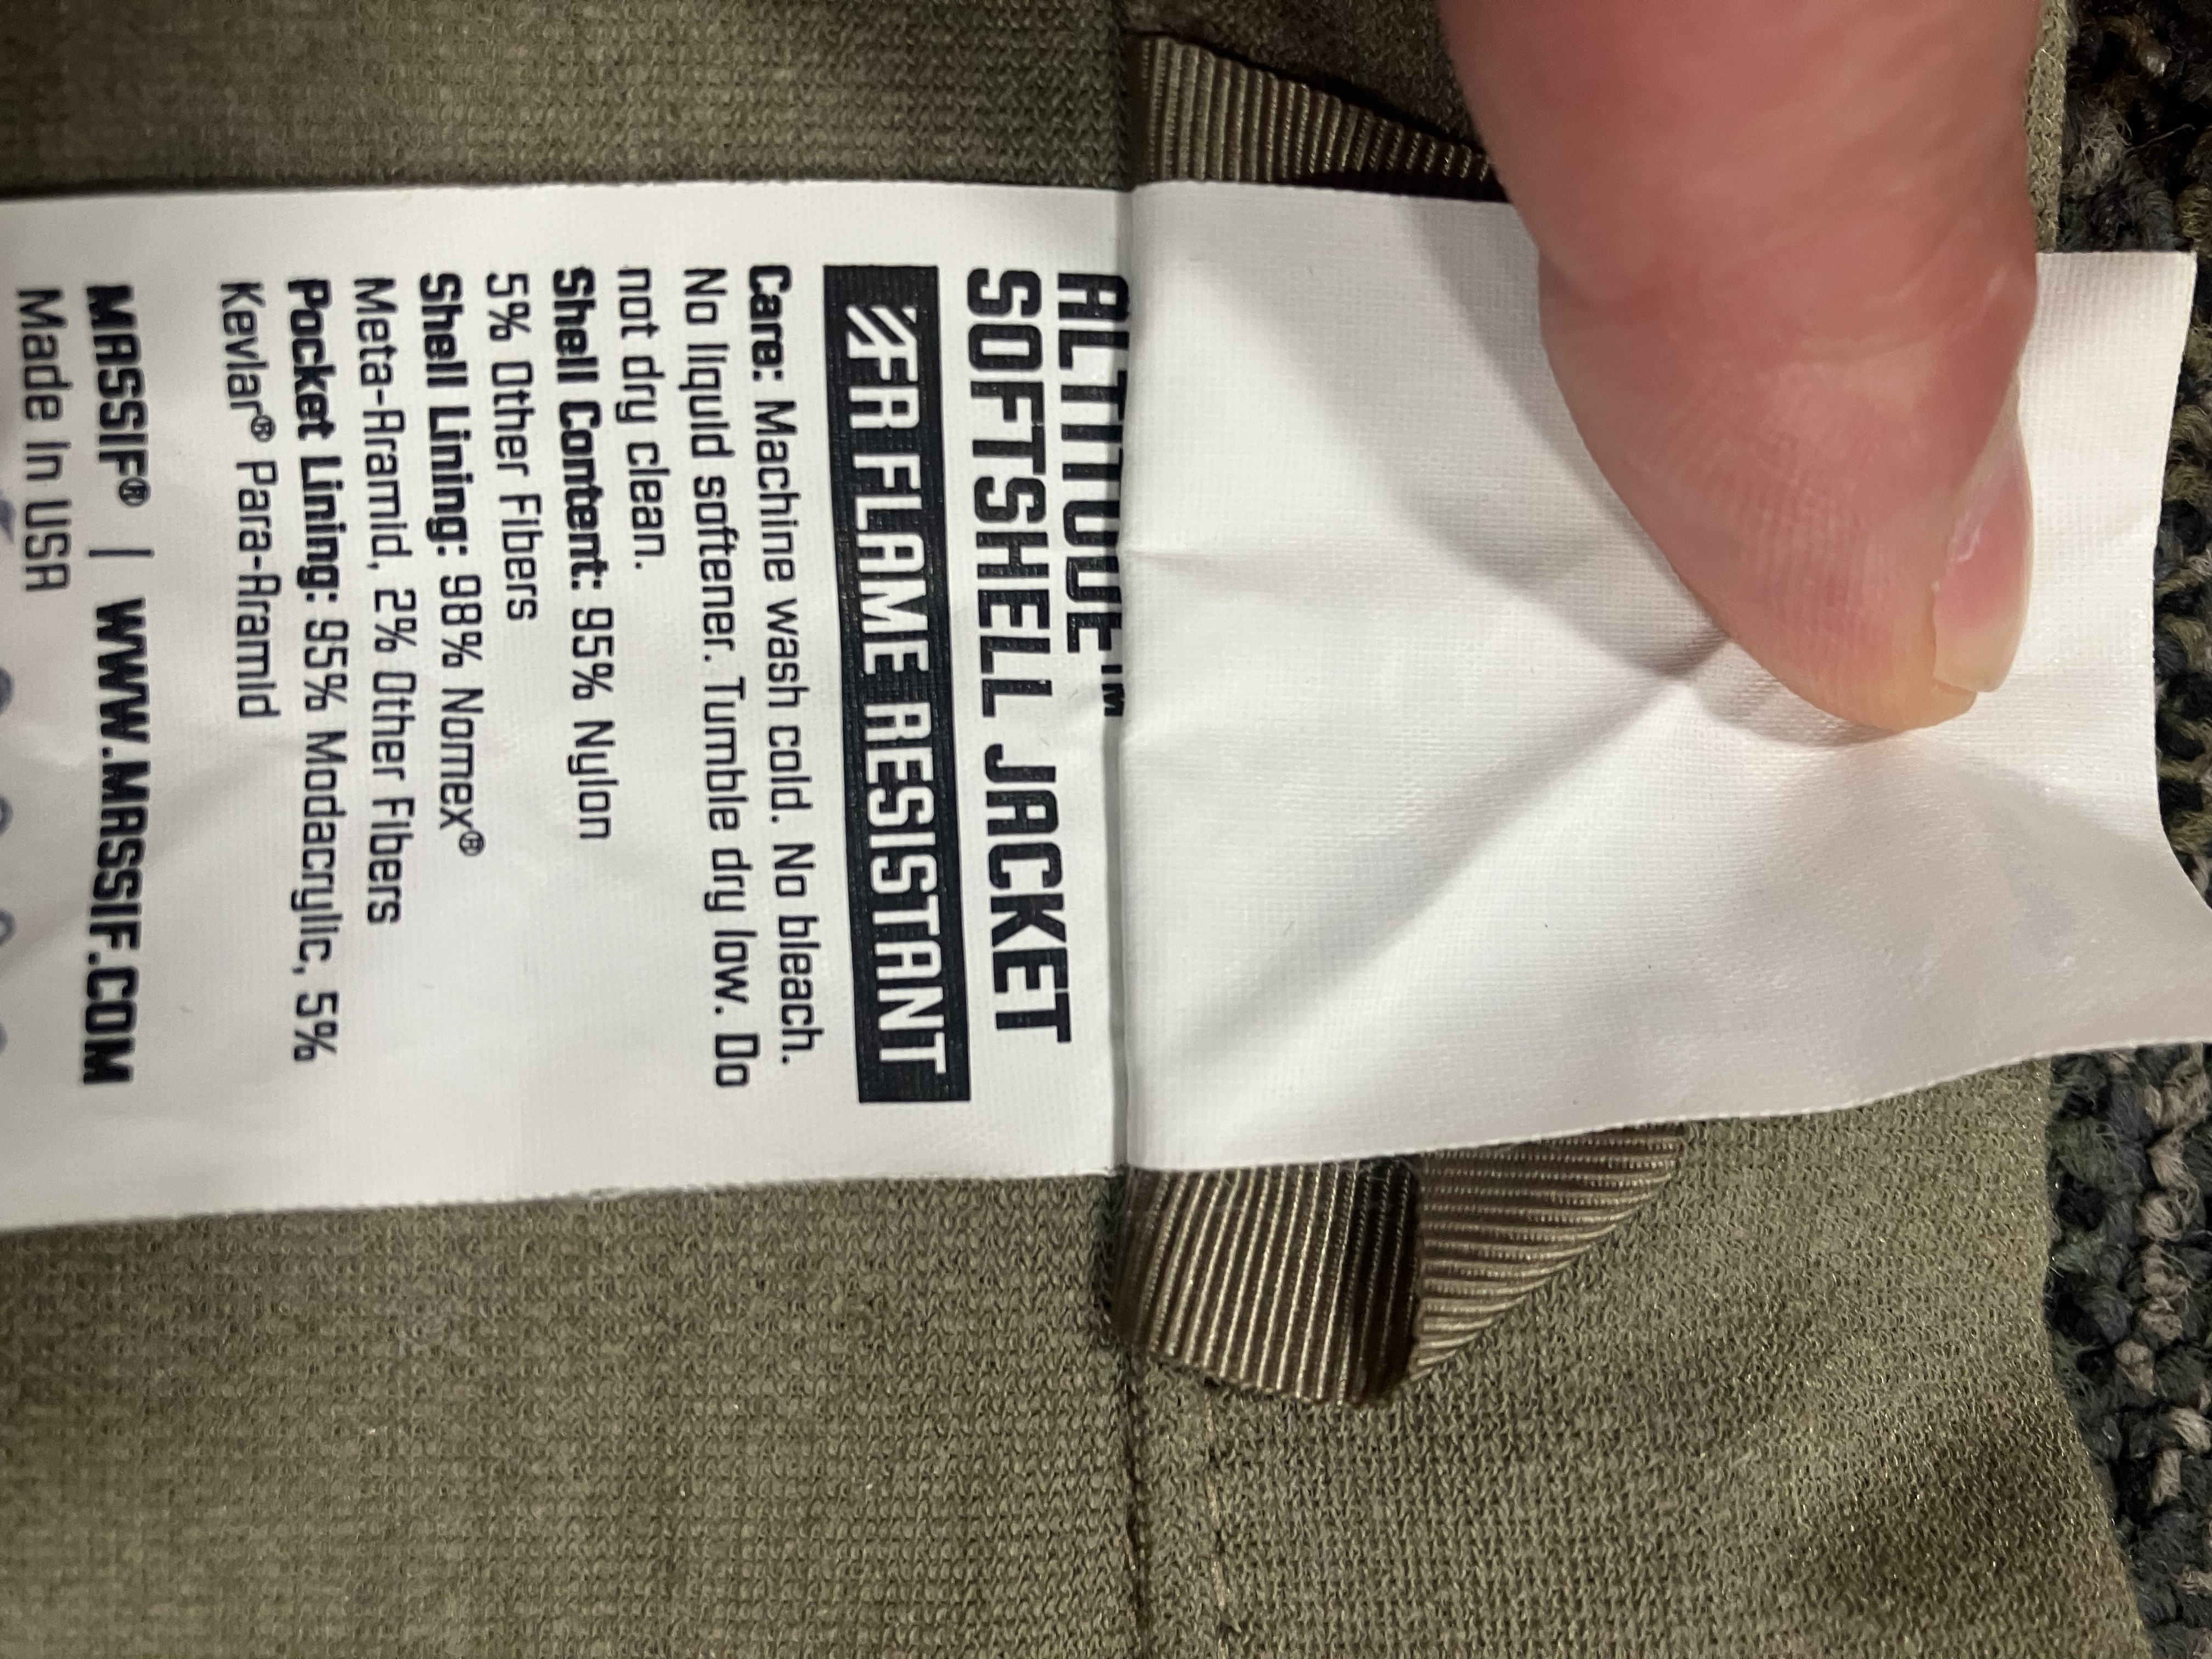 ALTITUDE™
SOFTSHELL JACKET
FR FLAME RESISTANT
Care: Machine wash cold. No bleach.
No liquid softener. Tumble dry low. Do
not dry clean.
Shell Content: 95% Nylon
5% Other Fibers
Shell Lining: 98% Nomex®
Meta-Aramid, 2% Other Fibers
Pocket Lining: 95% Modacrylic, 5%
Kevlar® Para-Aramid
MASSIF® | WWW.MASSIF.COM
Made In USA